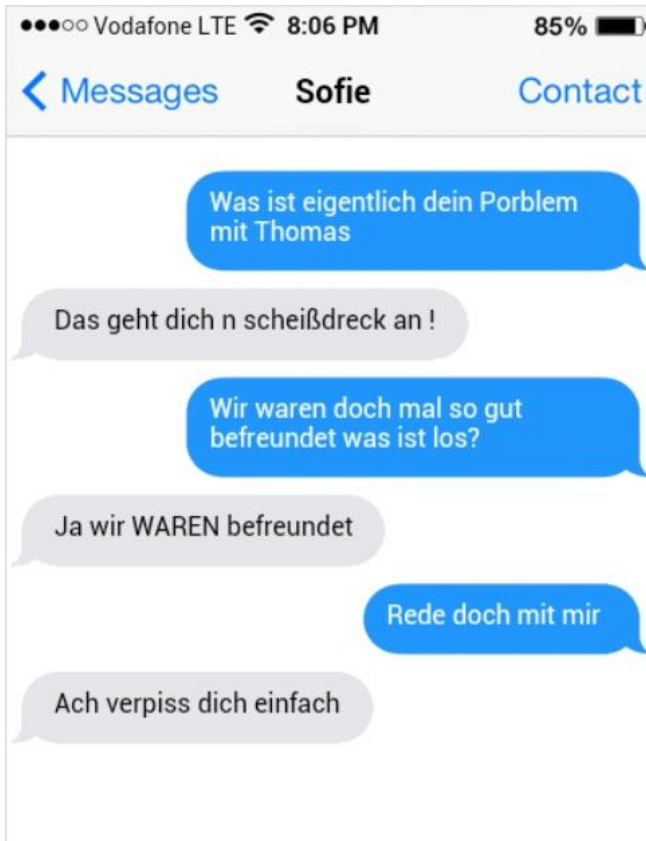 ●●●○○ Vodafone LTE 8:06 PM 85%
Messages Sofie Contact
Was ist eigentlich dein Porblem
mit Thomas
Das geht dich n scheißdreck an !
Wir waren doch mal so gut
befreundet was ist los?
Ja wir WAREN befreundet
Rede doch mit mir
Ach verpiss dich einfach